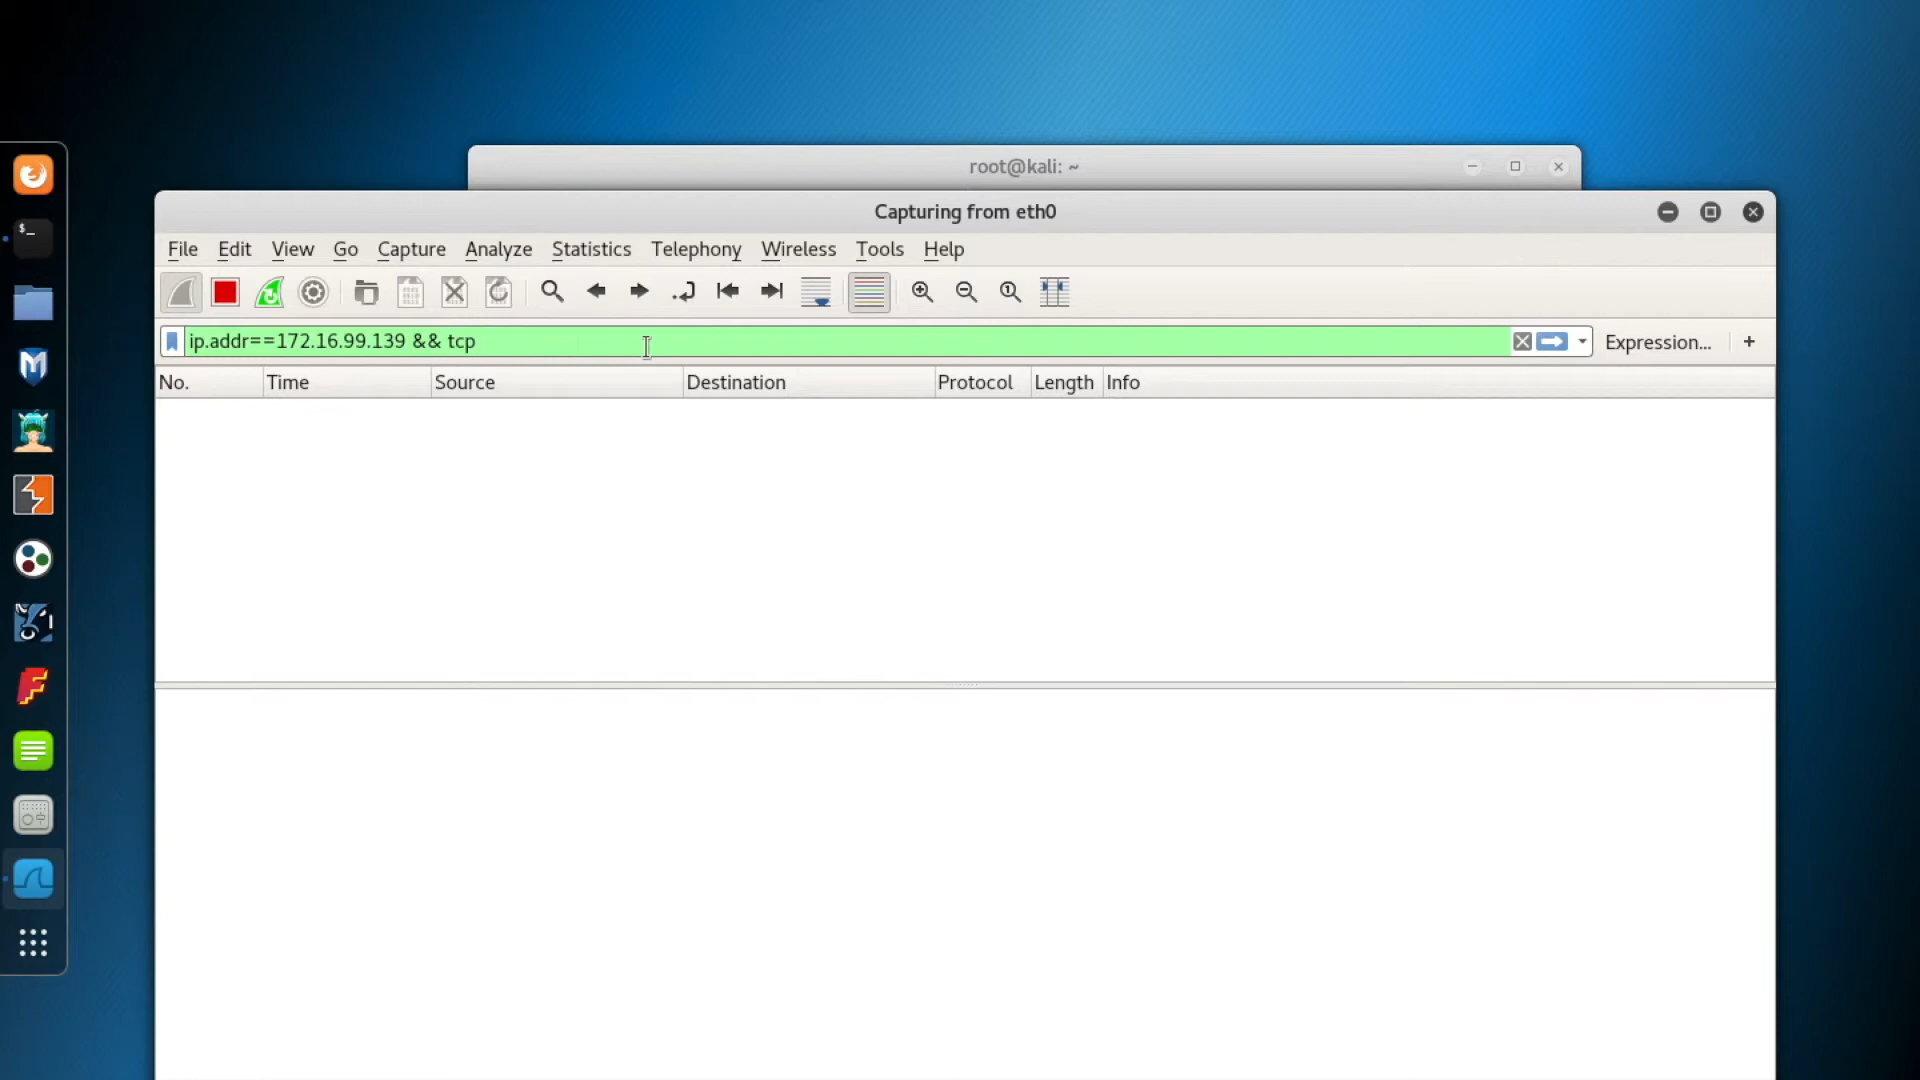 root@kali: ~
Capturing from eth0
File Edit View Go Capture Analyze Statistics Telephony Wireless Tools Help
ip.addr==172.16.99.139 && tcp
Expression... +
No. Time Source Destination Protocol Length Info